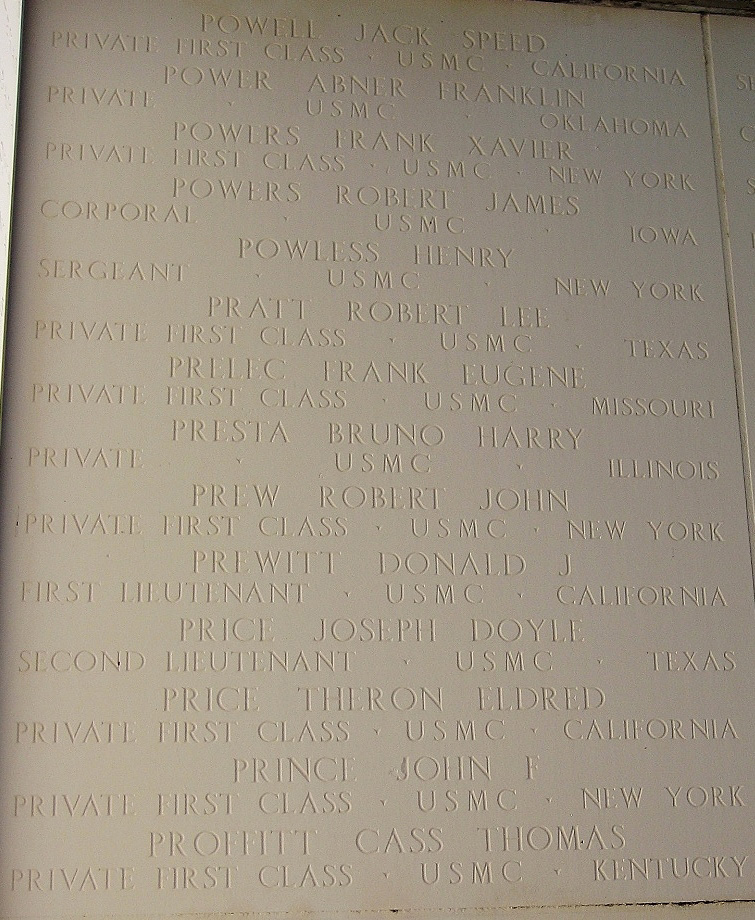 POWELL JACK SPEED
PRIVATE FIRST CLASS · USMC · CALIFORNIA
POWER ABNER FRANKLIN
PRIVATE · USMC · OKLAHOMA
POWERS FRANK XAVIER
PRIVATE FIRST CLASS · USMC · NEW YORK
POWERS ROBERT JAMES
CORPORAL · USMC · IOWA
POWLESS HENRY
SERGEANT · USMC · NEW YORK
PRATT ROBERT LEE
PRIVATE FIRST CLASS · USMC · TEXAS
PRELEC FRANK EUGENE
PRIVATE FIRST CLASS · USMC · MISSOURI
PRESTA BRUNO HARRY
PRIVATE · USMC · ILLINOIS
PREW ROBERT JOHN
PRIVATE FIRST CLASS · USMC · NEW YORK
PREWITT DONALD J
FIRST LIEUTENANT · USMC · CALIFORNIA
PRICE JOSEPH DOYLE
SECOND LIEUTENANT · USMC · TEXAS
PRICE THERON ELDRED
PRIVATE FIRST CLASS · USMC · CALIFORNIA
PRINCE JOHN F
PRIVATE FIRST CLASS · USMC · NEW YORK
PROFFITT CASS THOMAS
PRIVATE FIRST CLASS · USMC · KENTUCKY